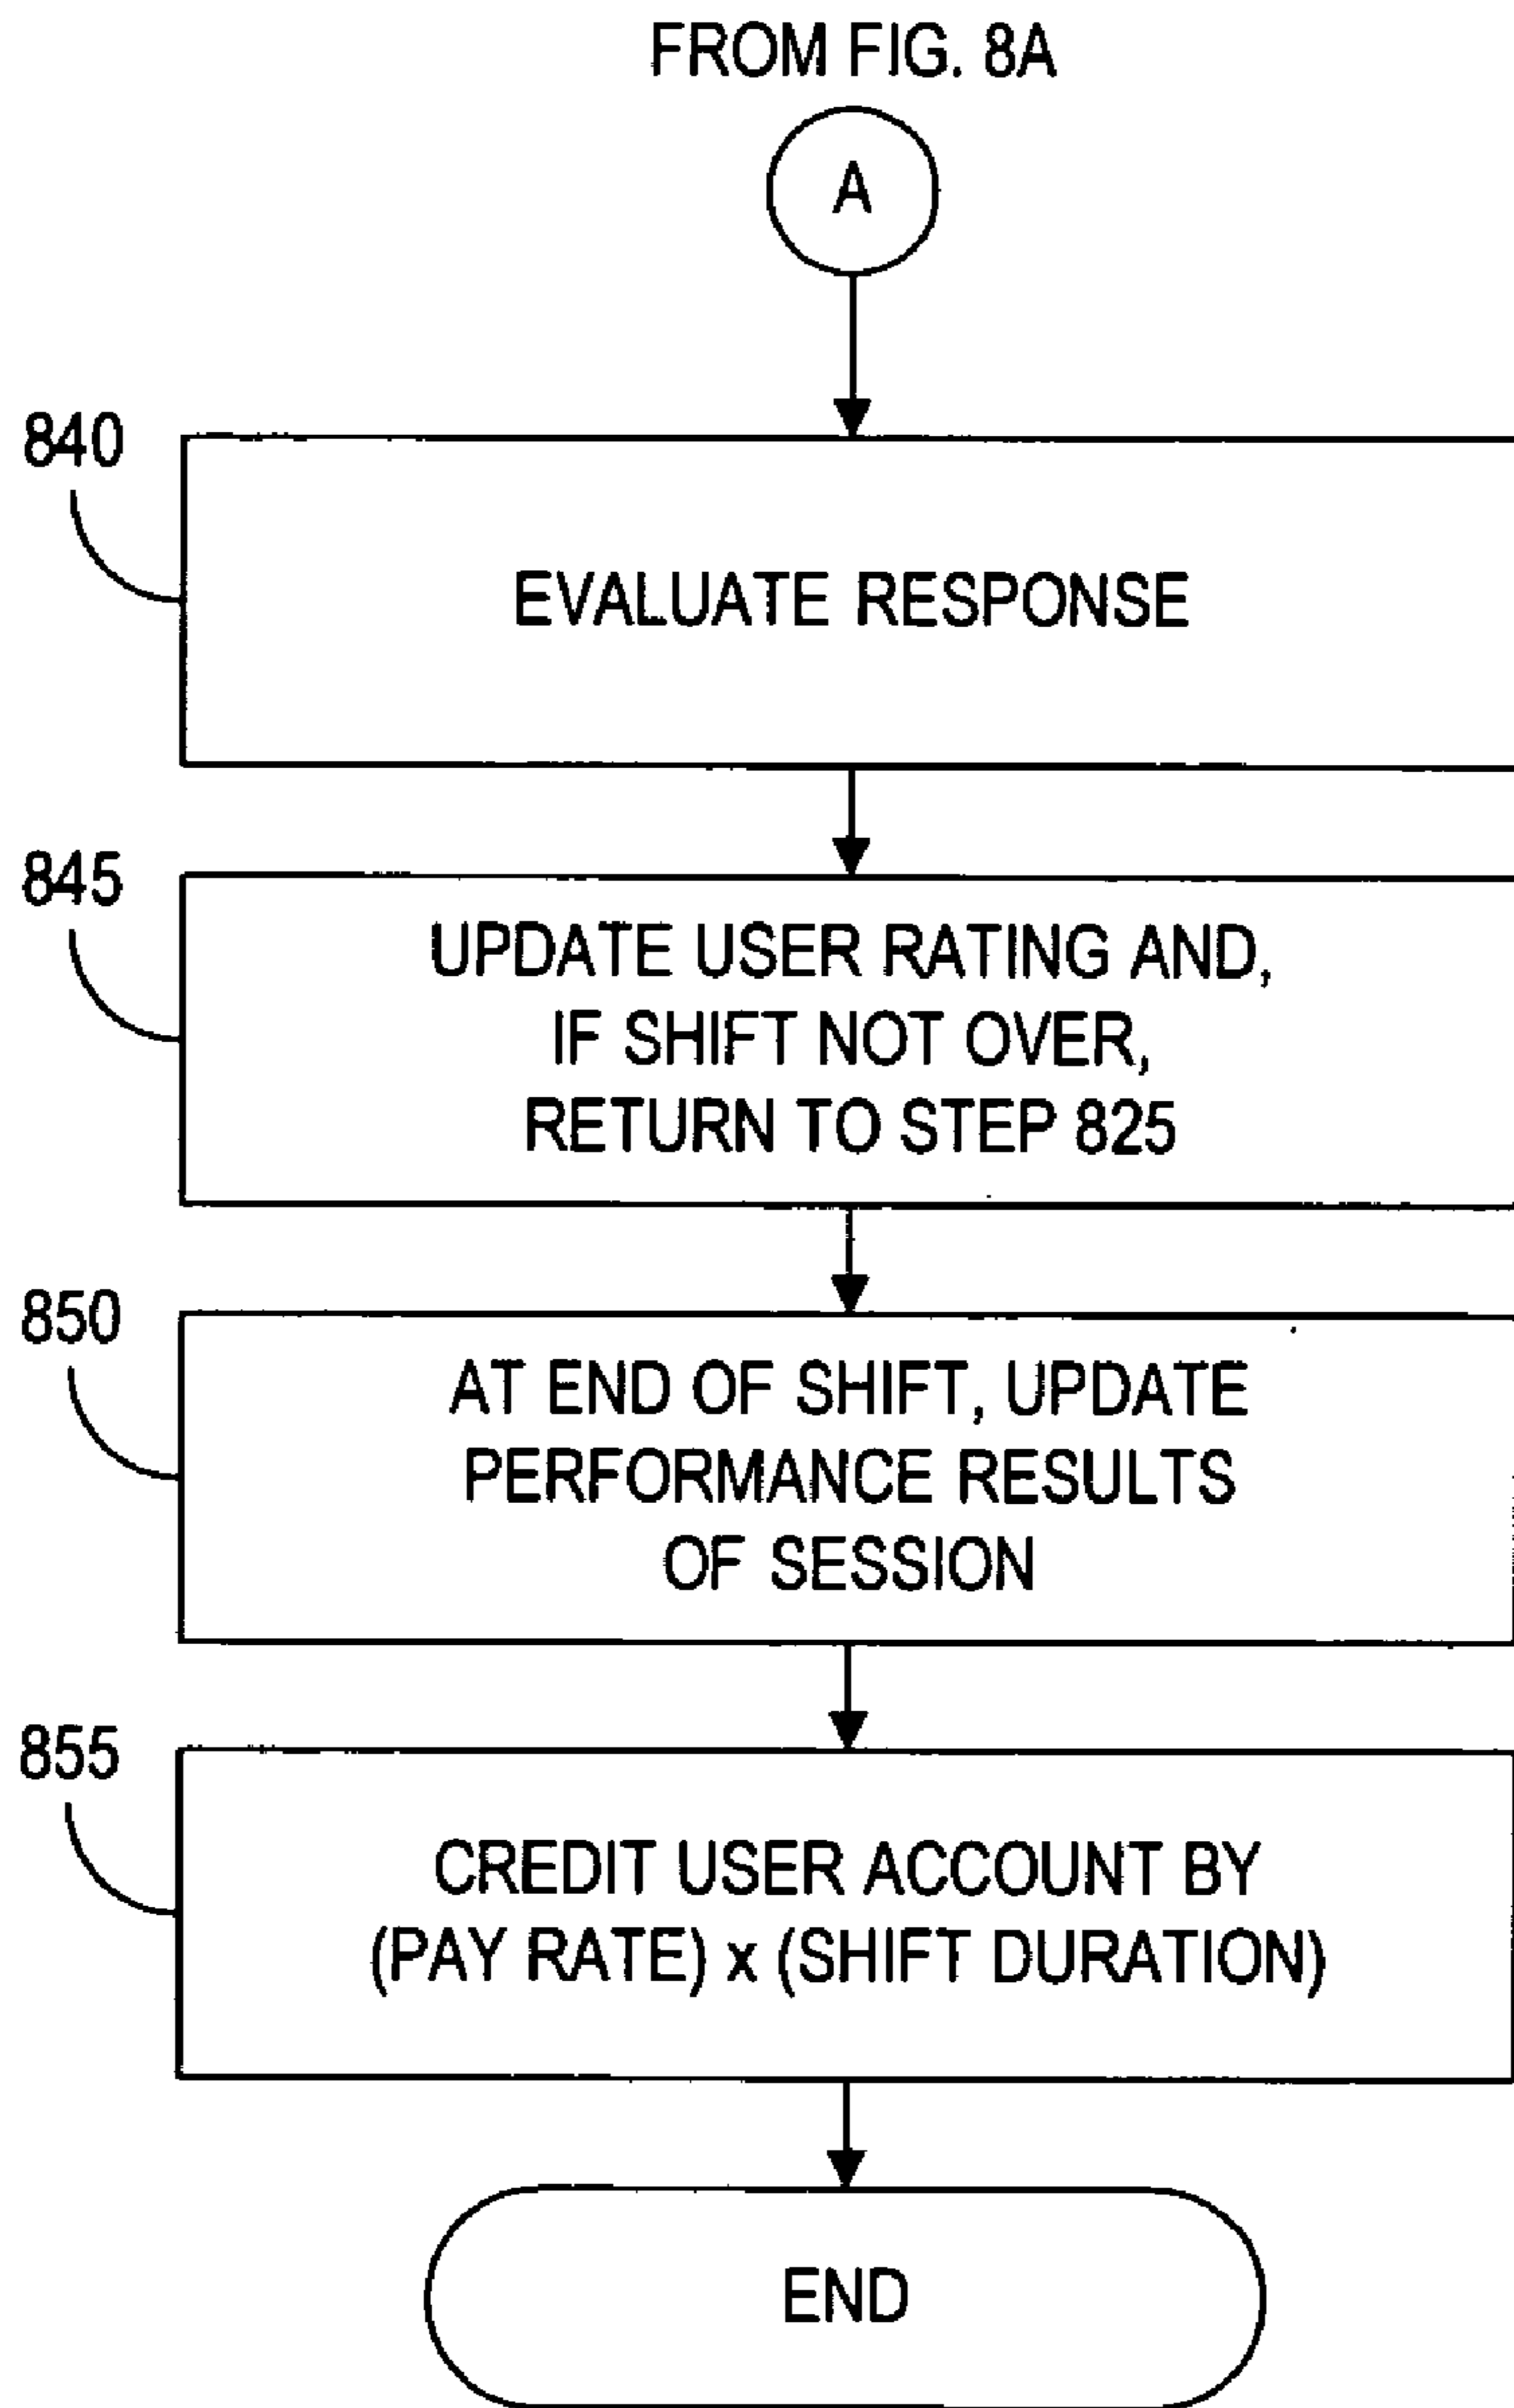 FROM FIG. 8A
A
840
EVALUATE RESPONSE
845
UPDATE USER RATING AND,
IF SHIFT NOT OVER,
RETURN TO STEP 825
850
AT END OF SHIFT, UPDATE
PERFORMANCE RESULTS
OF SESSION
855
CREDIT USER ACCOUNT BY
(PAY RATE) x (SHIFT DURATION)
END